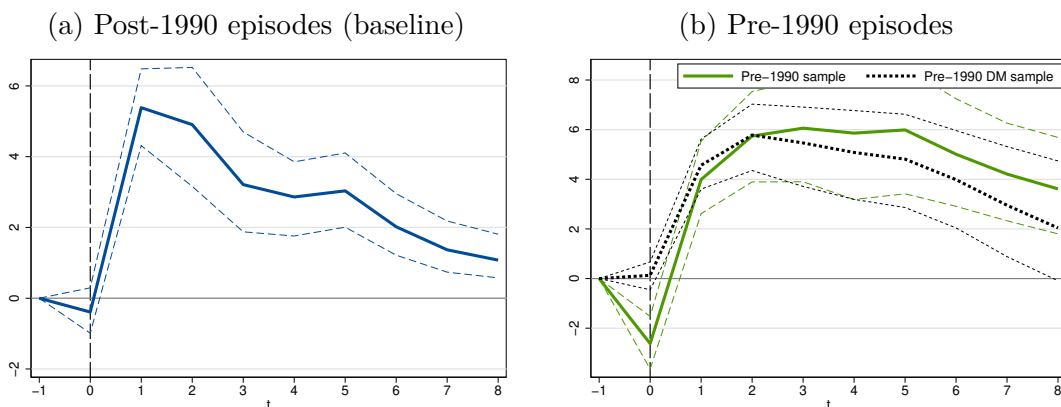 (a) Post-1990 episodes (baseline)
6
4
2
0
−2
−1 0 1 2 3 4 5 6 7 8
t
(b) Pre-1990 episodes
Pre−1990 sample Pre−1990 DM sample
8
6
4
2
0
−2
−1 0 1 2 3 4 5 6 7 8
t